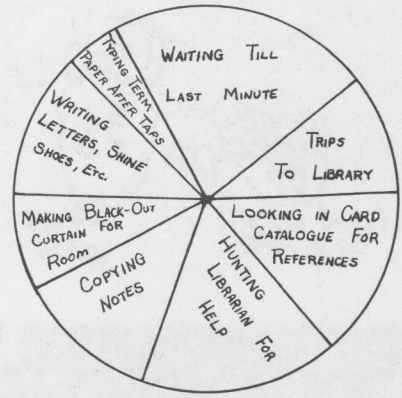 WAITING TILL
LAST MINUTE
TRIPS
TO LIBRARY
LOOKING IN CARD
CATALOGUE FOR
REFERENCES
HUNTING
LIBRARIAN FOR
HELP
COPYING
NOTES
MAKING BLACK-OUT
CURTAIN FOR
ROOM
WRITING
LETTERS, SHINE
SHOES, ETC.
TYPING TERM
PAPER AFTER TAPS